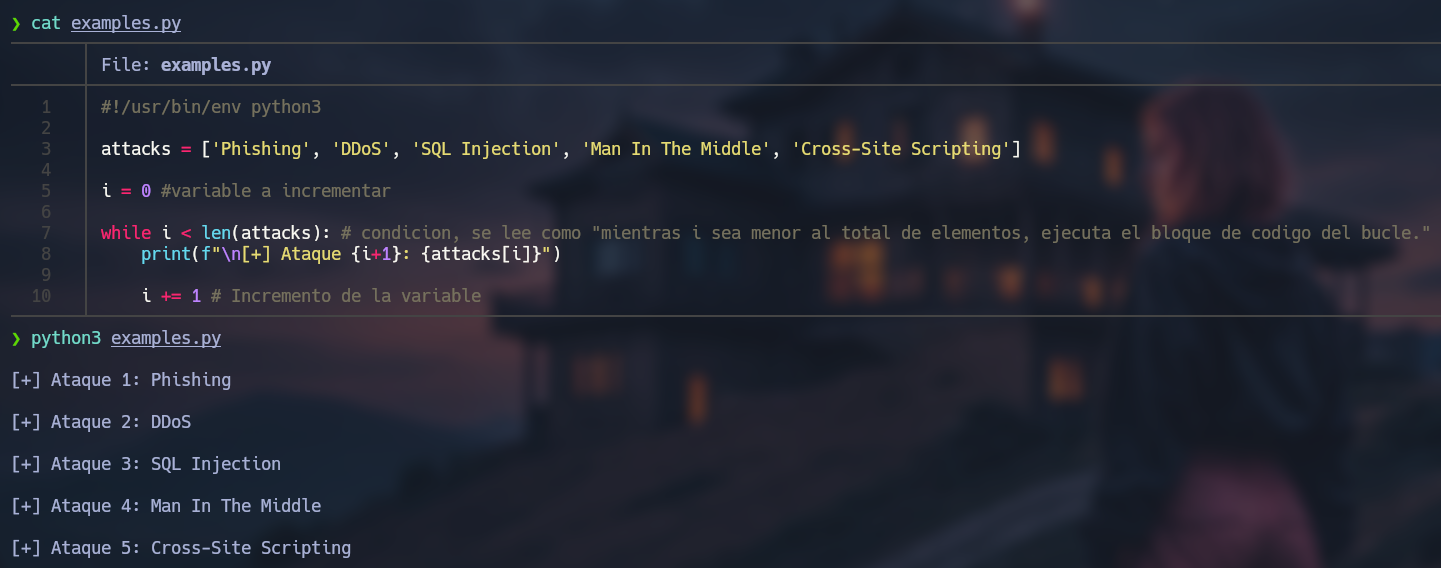 ❯ cat examples.py
File: examples.py
1 #!/usr/bin/env python3
2
3 attacks = ['Phishing', 'DDoS', 'SQL Injection', 'Man In The Middle', 'Cross-Site Scripting']
4
5 i = 0 #variable a incrementar
6
7 while i < len(attacks): # condicion, se lee como "mientras i sea menor al total de elementos, ejecuta el bloque de codigo del bucle."
8     print(f"\n[+] Ataque {i+1}: {attacks[i]}")
9
10     i += 1 # Incremento de la variable
❯ python3 examples.py
[+] Ataque 1: Phishing
[+] Ataque 2: DDoS
[+] Ataque 3: SQL Injection
[+] Ataque 4: Man In The Middle
[+] Ataque 5: Cross-Site Scripting